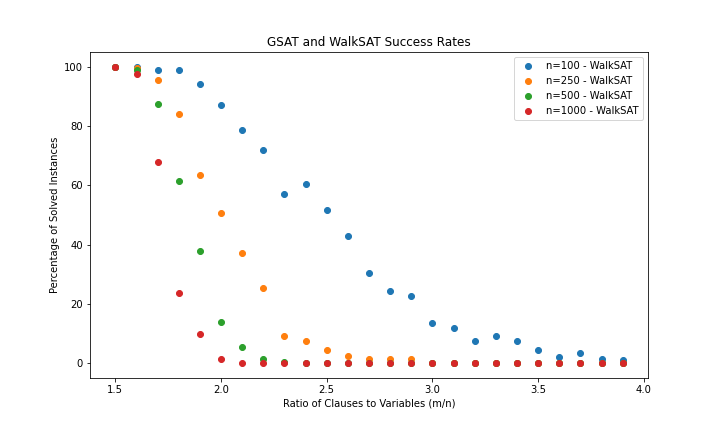 GSAT and WalkSAT Success Rates
n=100 - WalkSAT
n=250 - WalkSAT
n=500 - WalkSAT
n=1000 - WalkSAT
Percentage of Solved Instances
100
80
60
40
20
0
1.5 2.0 2.5 3.0 3.5 4.0
Ratio of Clauses to Variables (m/n)